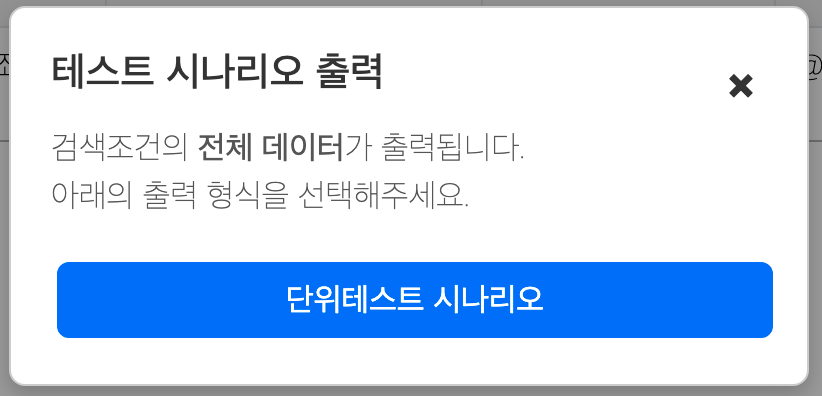 테스트 시나리오 출력
검색조건의 전체 데이터가 출력됩니다.
아래의 출력 형식을 선택해주세요.
단위테스트 시나리오